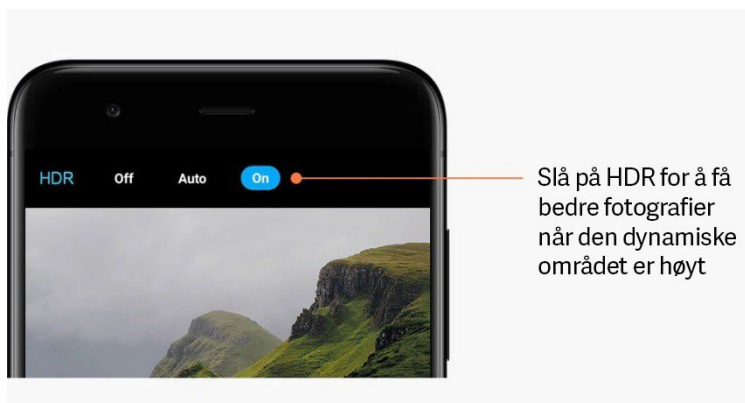 HDR Off Auto On
Slå på HDR for å få
bedre fotografier
når den dynamiske
området er høyt